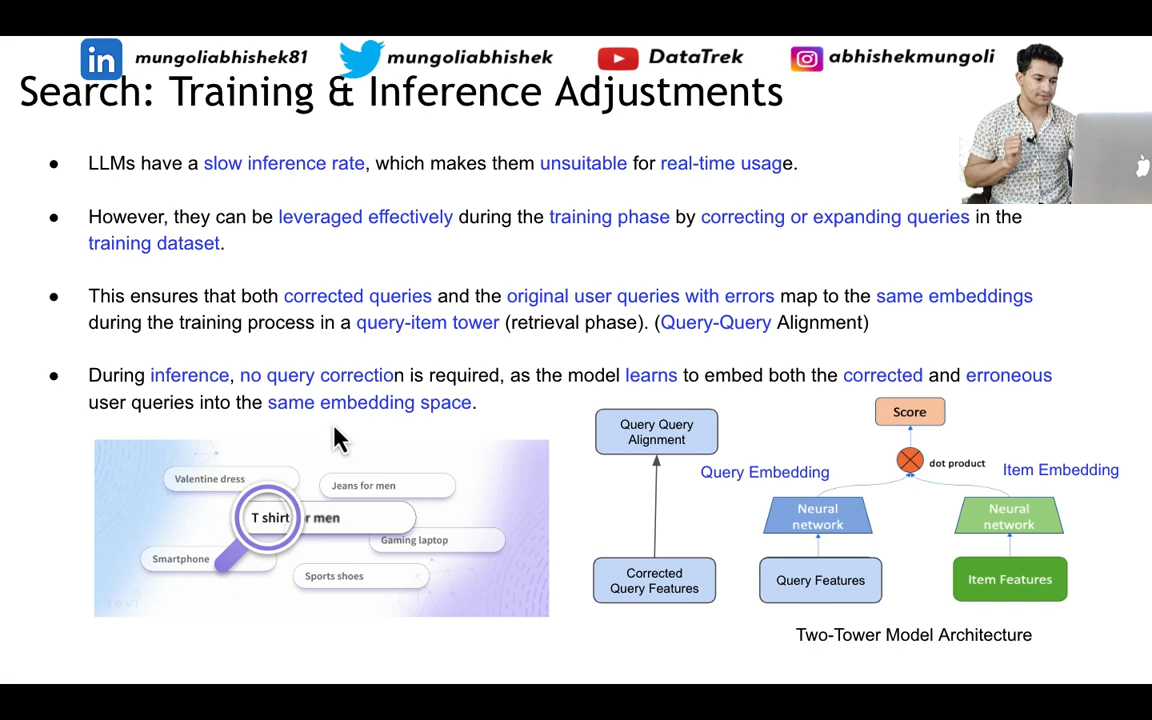 in mungoliabhishek81 mungoliabhishek DataTrek abhishekmungoli
Search: Training & Inference Adjustments
● LLMs have a slow inference rate, which makes them unsuitable for real-time usage.
● However, they can be leveraged effectively during the training phase by correcting or expanding queries in the
training dataset.
● This ensures that both corrected queries and the original user queries with errors map to the same embeddings
during the training process in a query-item tower (retrieval phase). (Query-Query Alignment)
● During inference, no query correction is required, as the model learns to embed both the corrected and erroneous
user queries into the same embedding space.
Valentine dress
Jeans for men
T shirt r men
Gaming laptop
Smartphone
Sports shoes
zevi
Query Query
Alignment
Corrected
Query Features
Score
dot product
Query Embedding
Item Embedding
Neural
network
Neural
network
Query Features
Item Features
Two-Tower Model Architecture